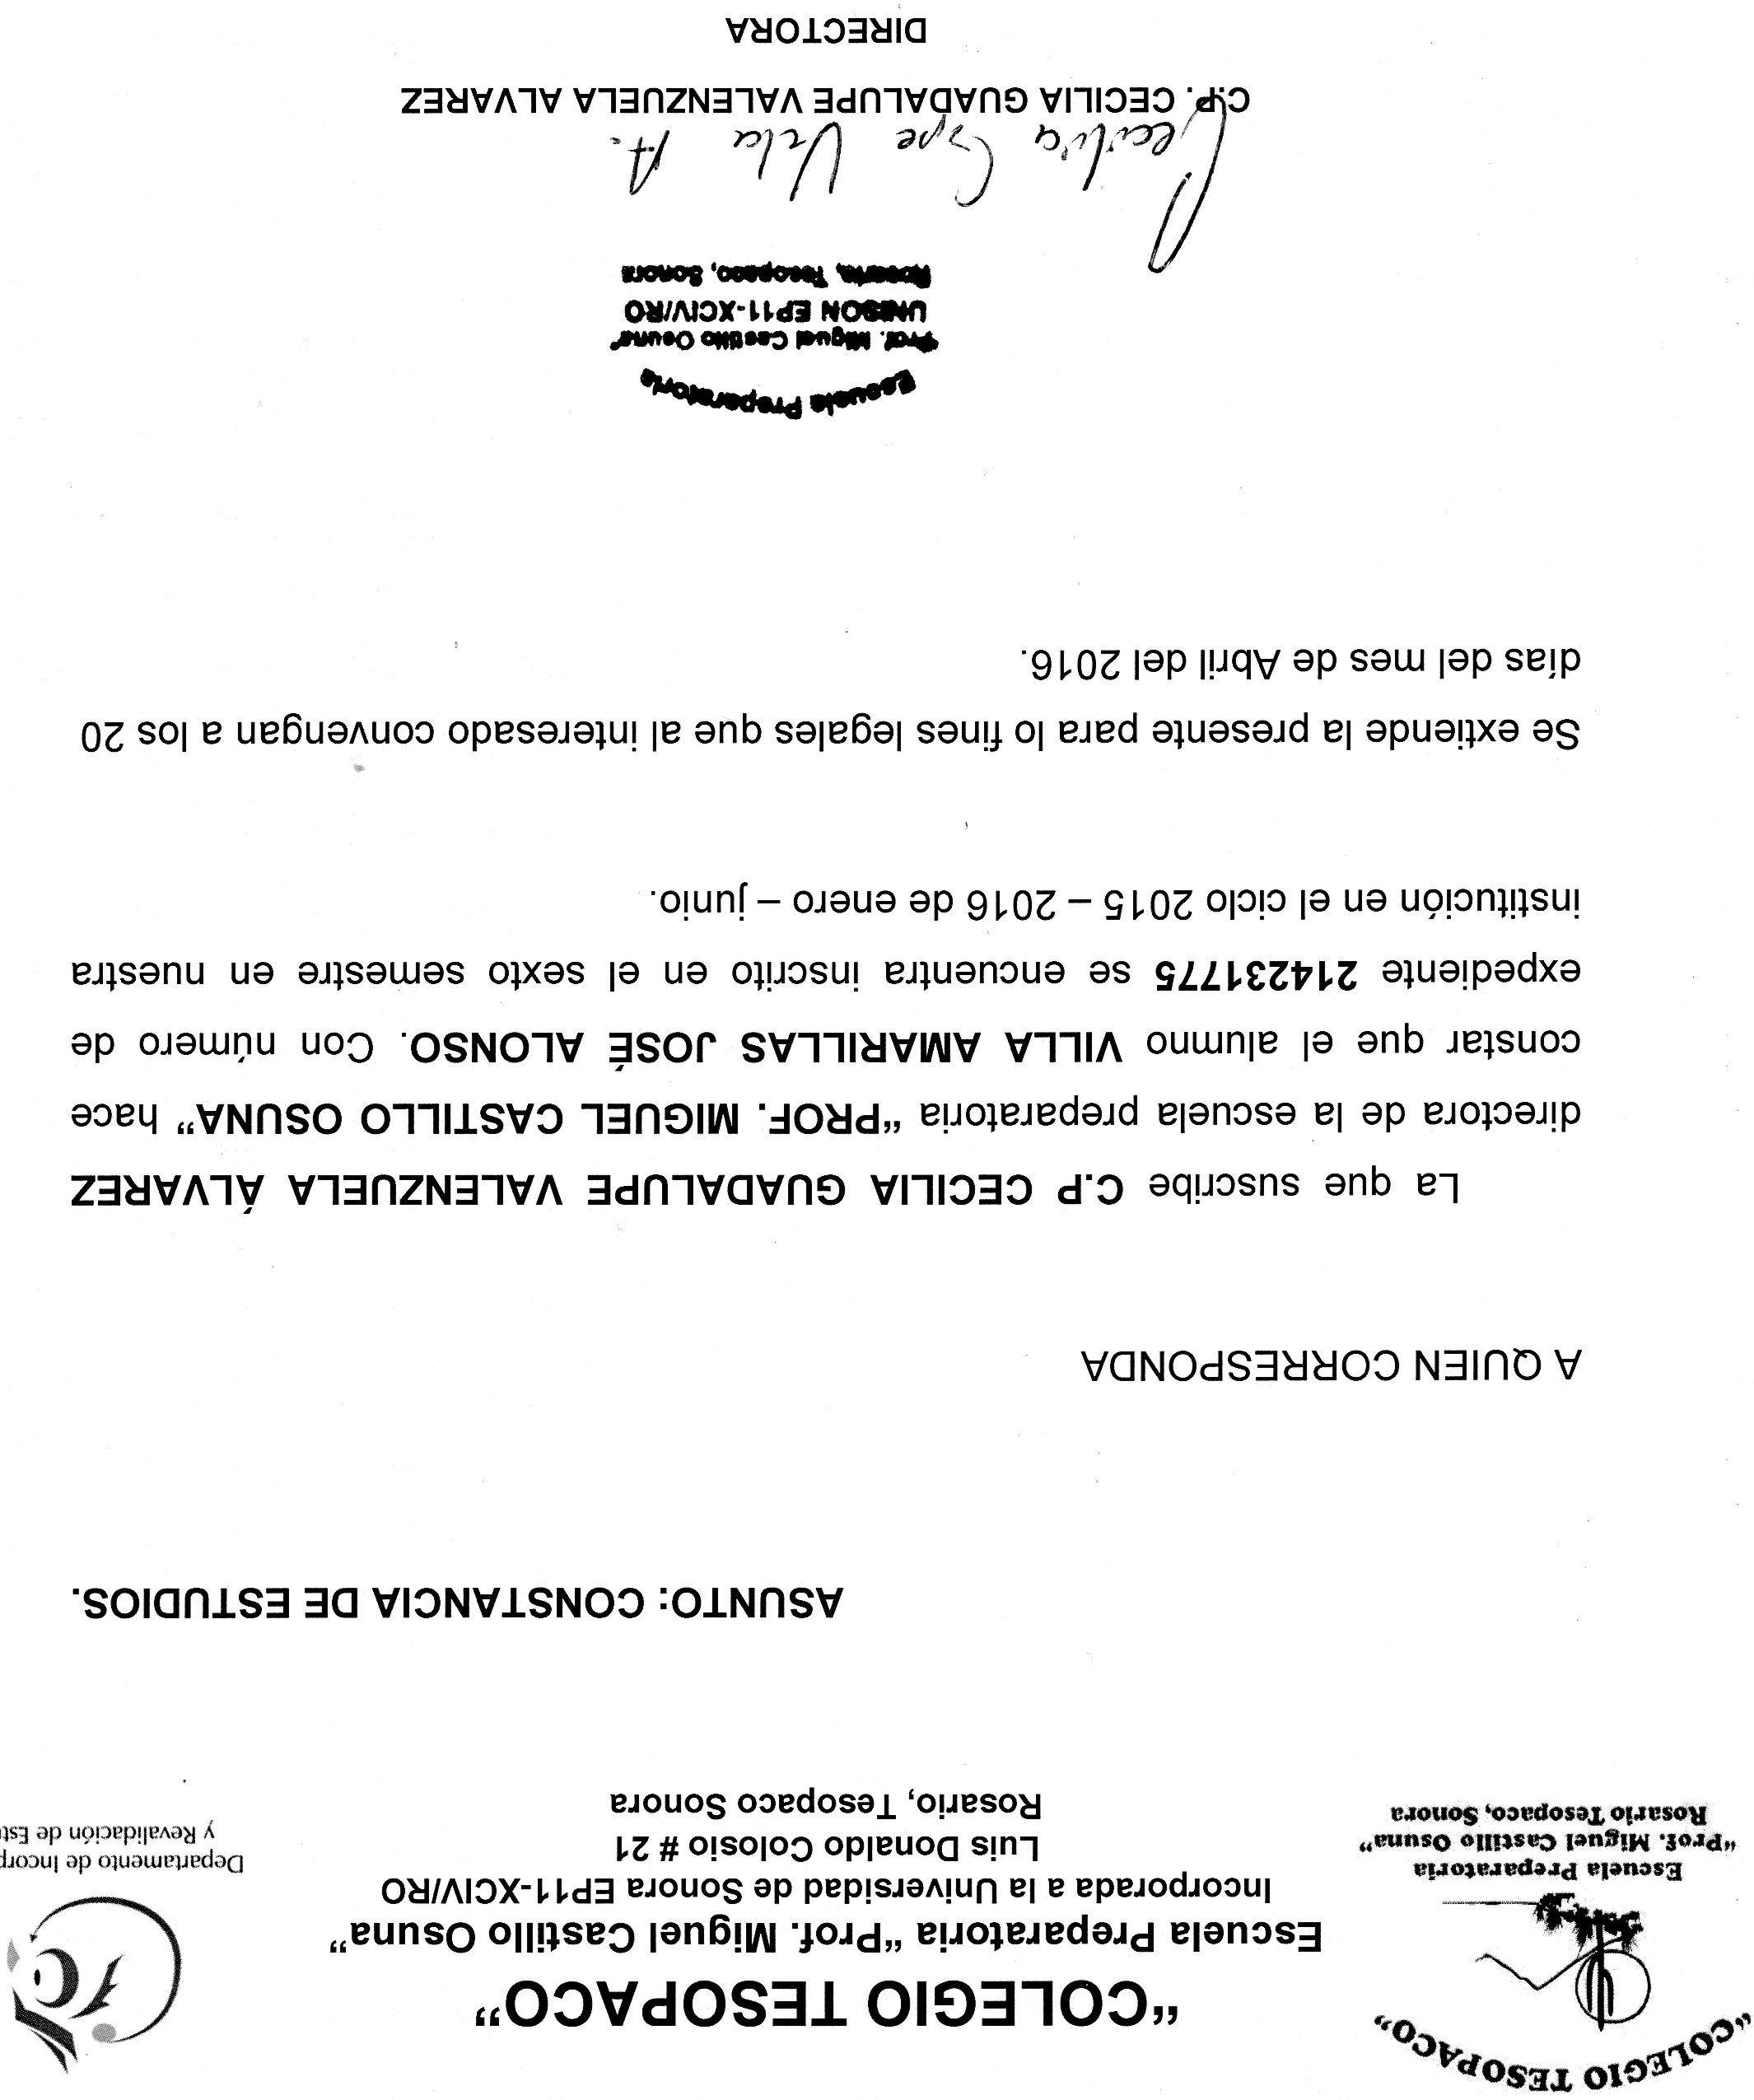 “COLEGIO TESOPACO”
Escuela Preparatoria
“Prof. Miguel Castillo Osuna”
Rosario Tesopaco, Sonora
“COLEGIO TESOPACO”
Escuela Preparatoria “Prof. Miguel Castillo Osuna”
Incorporada a la Universidad de Sonora EP11-XCIV/RO
Luis Donaldo Colosio # 21
Rosario, Tesopaco Sonora
Departamento de Incorp
y Revalidación de Est
ASUNTO: CONSTANCIA DE ESTUDIOS.
A QUIEN CORRESPONDA
La que suscribe C.P CECILIA GUADALUPE VALENZUELA ÁLVAREZ
directora de la escuela preparatoria “PROF. MIGUEL CASTILLO OSUNA” hace
constar que el alumno VILLA AMARILLAS JOSÉ ALONSO. Con número de
expediente 214231775 se encuentra inscrito en el sexto semestre en nuestra
institución en el ciclo 2015 – 2016 de enero – junio.
Se extiende la presente para lo fines legales que al interesado convengan a los 20
días del mes de Abril del 2016.
Escuela Preparatoria
"Prof. Miguel Castillo Osuna"
UNISON EP11-XCIV/RO
Rosario, Tesopaco, Sonora
Cecilia Gpe Vzla A.
C.P. CECILIA GUADALUPE VALENZUELA ALVAREZ
DIRECTORA